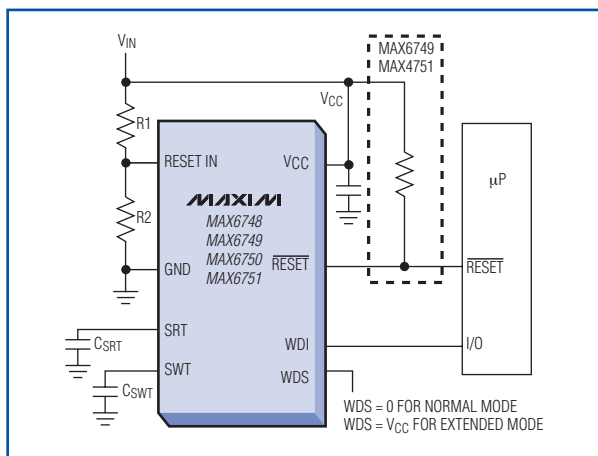 VIN
MAX6749
MAX4751
VCC
R1
RESET IN
VCC
µP
MAXIM
MAX6748
MAX6749
MAX6750
MAX6751
R2
RESET
RESET
GND
SRT
CSRT
WDI
I/O
SWT
CSWT
WDS
WDS = 0 FOR NORMAL MODE
WDS = VCC FOR EXTENDED MODE